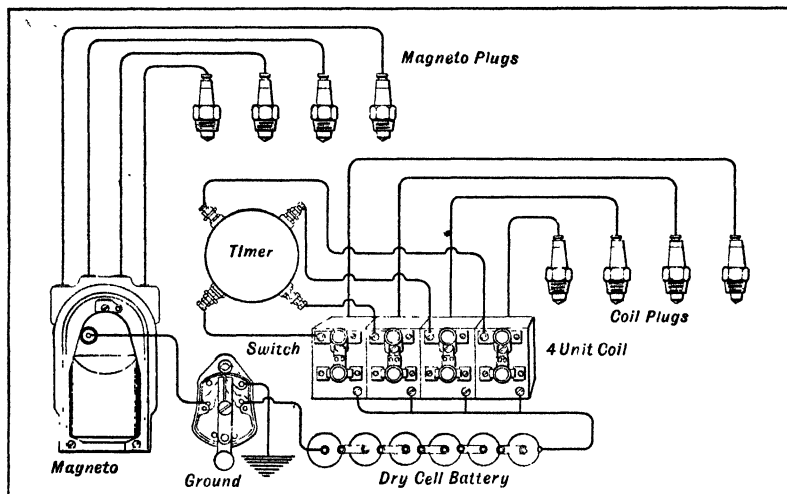 Magneto Plugs
Timer
Coil Plugs
Switch
4 Unit Coil
Magneto
Ground
Dry Cell Battery